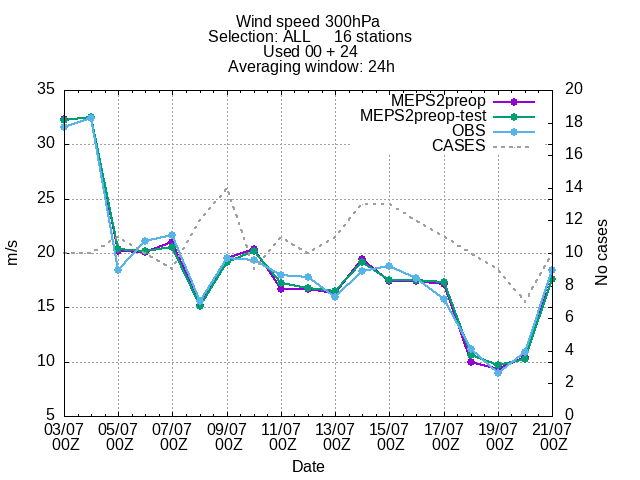 Wind speed 300hPa
Selection: ALL 16 stations
Used 00 + 24
Averaging window: 24h
MEPS2preop
MEPS2preop-test
OBS
CASES
35
30
25
20
15
10
5
m/s
20
18
16
14
12
10
8
6
4
2
0
No cases
03/07 05/07 07/07 09/07 11/07 13/07 15/07 17/07 19/07 21/07
00Z 00Z 00Z 00Z 00Z 00Z 00Z 00Z 00Z 00Z
Date